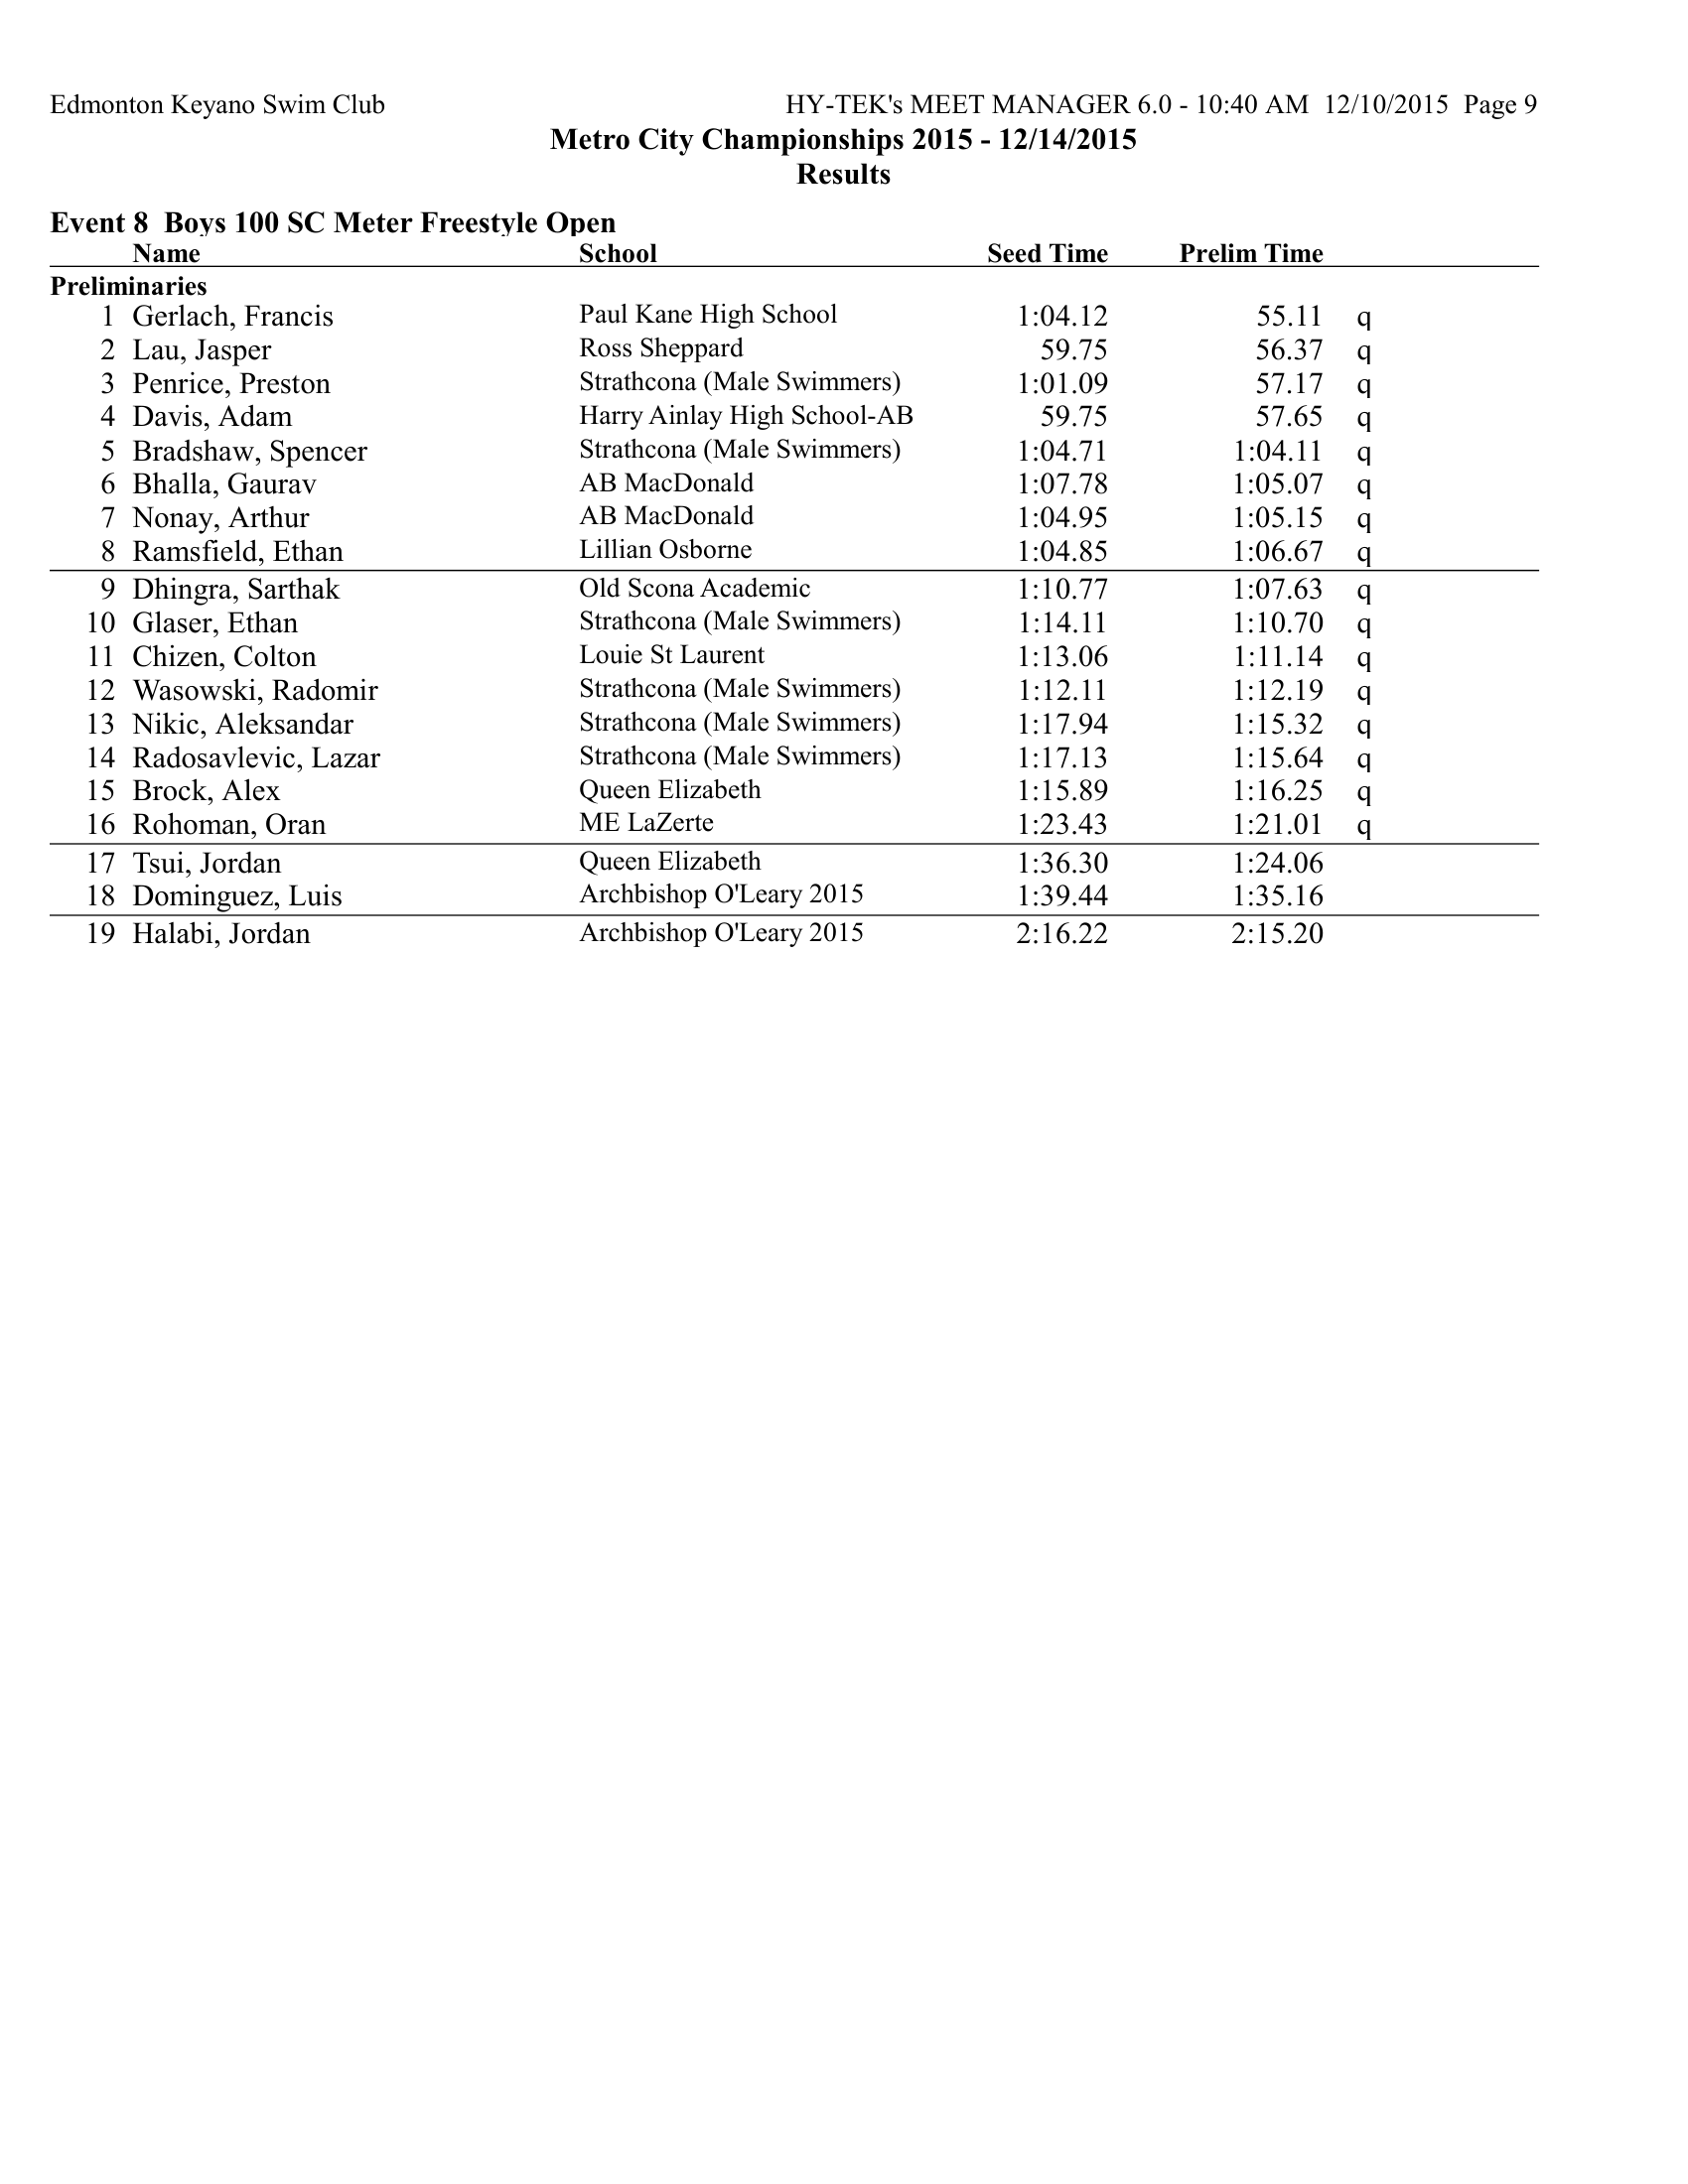 Edmonton Keyano Swim Club HY-TEK's MEET MANAGER 6.0 - 10:40 AM 12/10/2015 Page 9
Metro City Championships 2015 - 12/14/2015
Results
Event 8 Boys 100 SC Meter Freestyle Open
Name School Seed Time Prelim Time
Preliminaries
1 Gerlach, Francis Paul Kane High School 1:04.12 55.11 q
2 Lau, Jasper Ross Sheppard 59.75 56.37 q
3 Penrice, Preston Strathcona (Male Swimmers) 1:01.09 57.17 q
4 Davis, Adam Harry Ainlay High School-AB 59.75 57.65 q
5 Bradshaw, Spencer Strathcona (Male Swimmers) 1:04.71 1:04.11 q
6 Bhalla, Gaurav AB MacDonald 1:07.78 1:05.07 q
7 Nonay, Arthur AB MacDonald 1:04.95 1:05.15 q
8 Ramsfield, Ethan Lillian Osborne 1:04.85 1:06.67 q
9 Dhingra, Sarthak Old Scona Academic 1:10.77 1:07.63 q
10 Glaser, Ethan Strathcona (Male Swimmers) 1:14.11 1:10.70 q
11 Chizen, Colton Louie St Laurent 1:13.06 1:11.14 q
12 Wasowski, Radomir Strathcona (Male Swimmers) 1:12.11 1:12.19 q
13 Nikic, Aleksandar Strathcona (Male Swimmers) 1:17.94 1:15.32 q
14 Radosavlevic, Lazar Strathcona (Male Swimmers) 1:17.13 1:15.64 q
15 Brock, Alex Queen Elizabeth 1:15.89 1:16.25 q
16 Rohoman, Oran ME LaZerte 1:23.43 1:21.01 q
17 Tsui, Jordan Queen Elizabeth 1:36.30 1:24.06
18 Dominguez, Luis Archbishop O'Leary 2015 1:39.44 1:35.16
19 Halabi, Jordan Archbishop O'Leary 2015 2:16.22 2:15.20